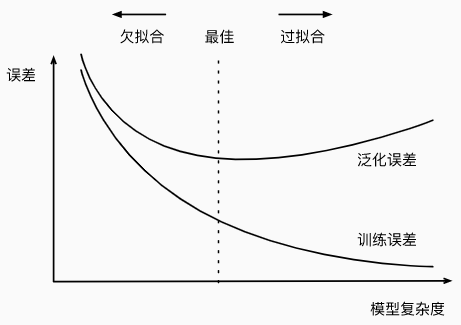 欠拟合 最佳 过拟合
误差
泛化误差
训练误差
模型复杂度